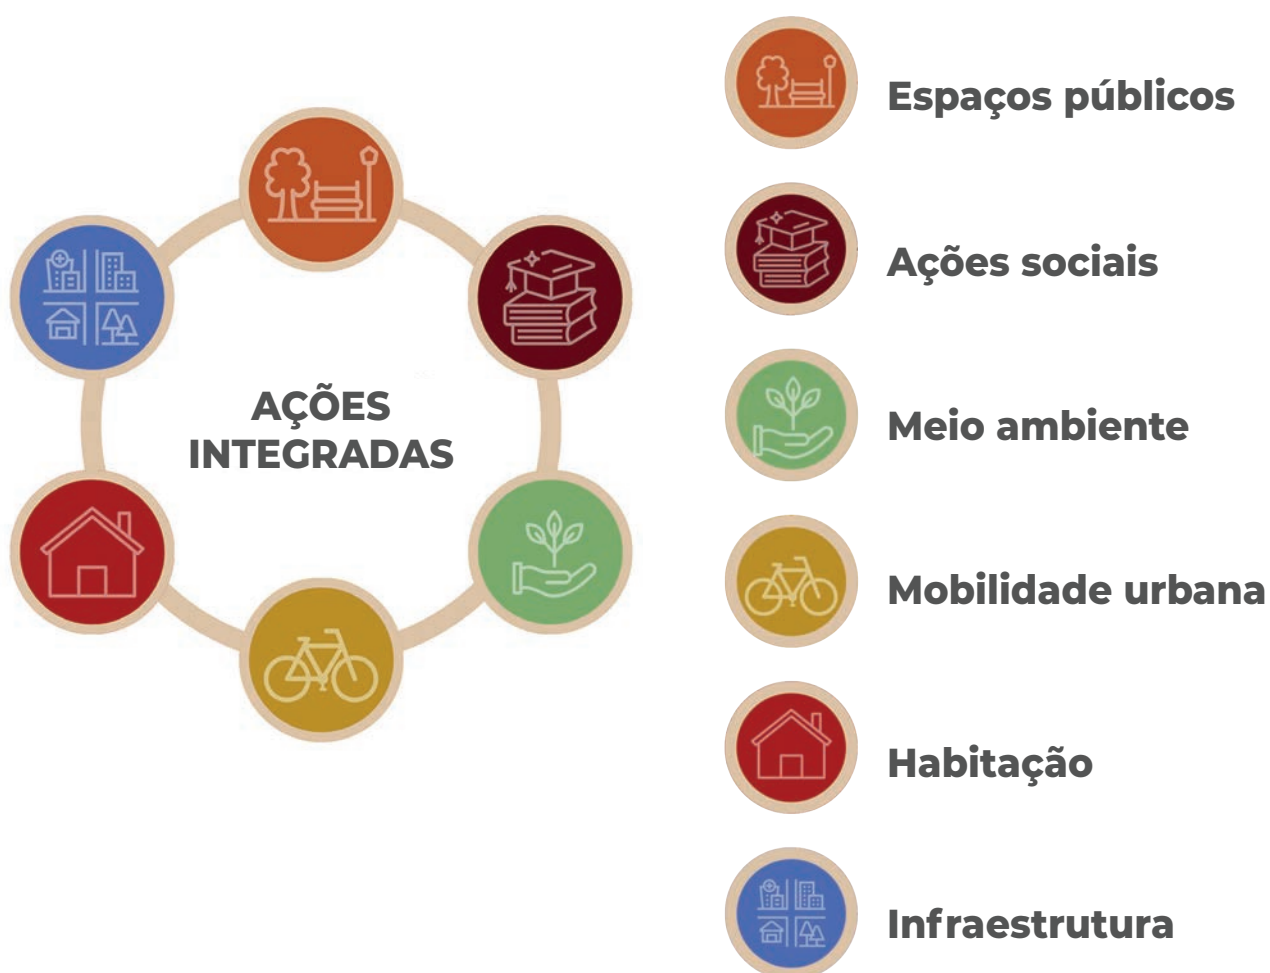 AÇÕES
INTEGRADAS
Espaços públicos
Ações sociais
Meio ambiente
Mobilidade urbana
Habitação
Infraestrutura